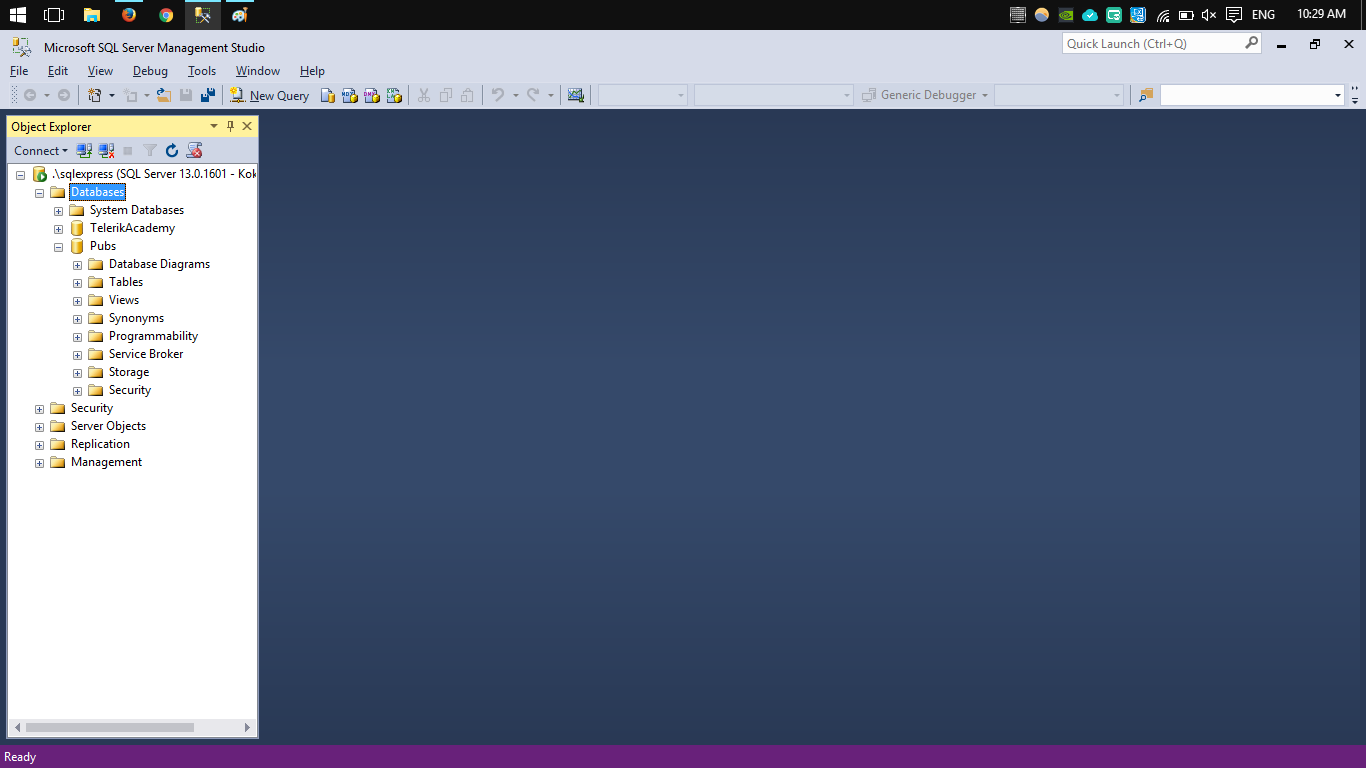 ENG
10:29 AM
Microsoft SQL Server Management Studio
Quick Launch (Ctrl+Q)
File Edit View Debug Tools Window Help
New Query
Generic Debugger
Object Explorer
Connect
.\sqlexpress (SQL Server 13.0.1601 - Kok
Databases
System Databases
TelerikAcademy
Pubs
Database Diagrams
Tables
Views
Synonyms
Programmability
Service Broker
Storage
Security
Security
Server Objects
Replication
Management
Ready